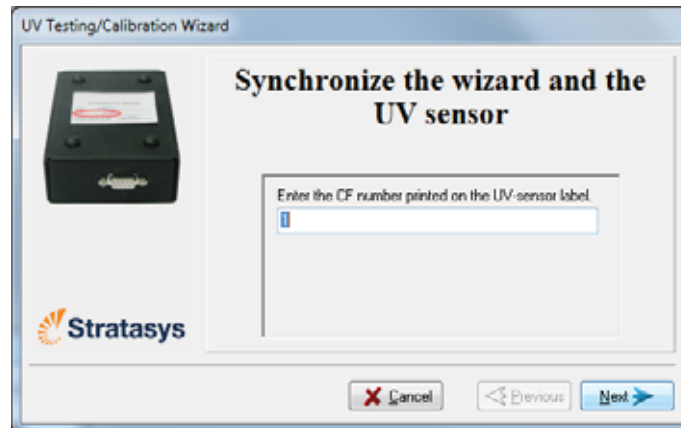 UV Testing/Calibration Wizard
Synchronize the wizard and the
UV sensor
Enter the CF number printed on the UV-sensor label.
1
Stratasys
Cancel
Previous
Next